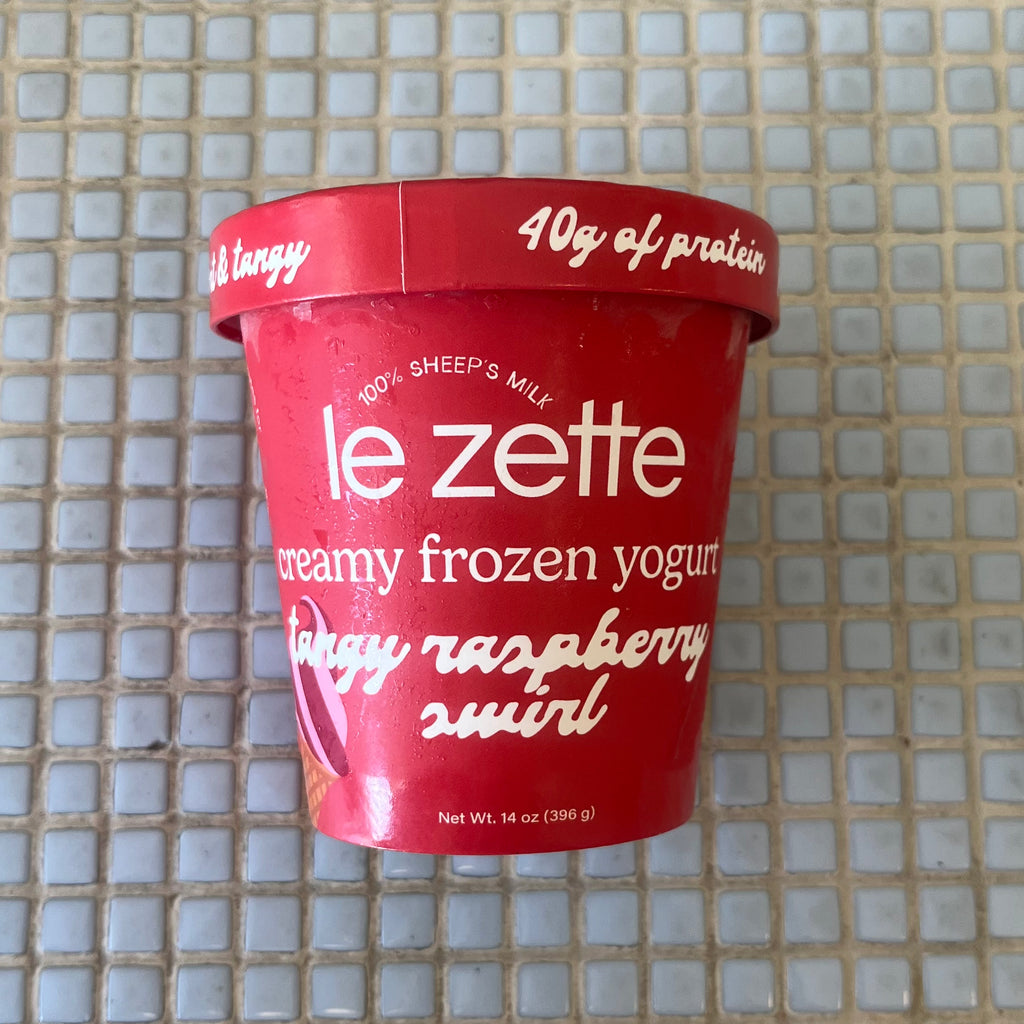 & tangy
40g of protein
100% SHEEP'S MILK
le zette
creamy frozen yogurt
tangy raspberry
swirl
Net Wt. 14 oz (396 g)